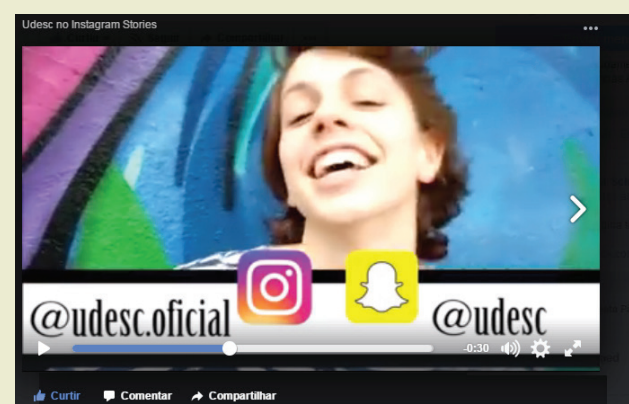 Udesc no Instagram Stories
@udesc.oficial
@udesc
-0:30
Curtir Comentar Compartilhar